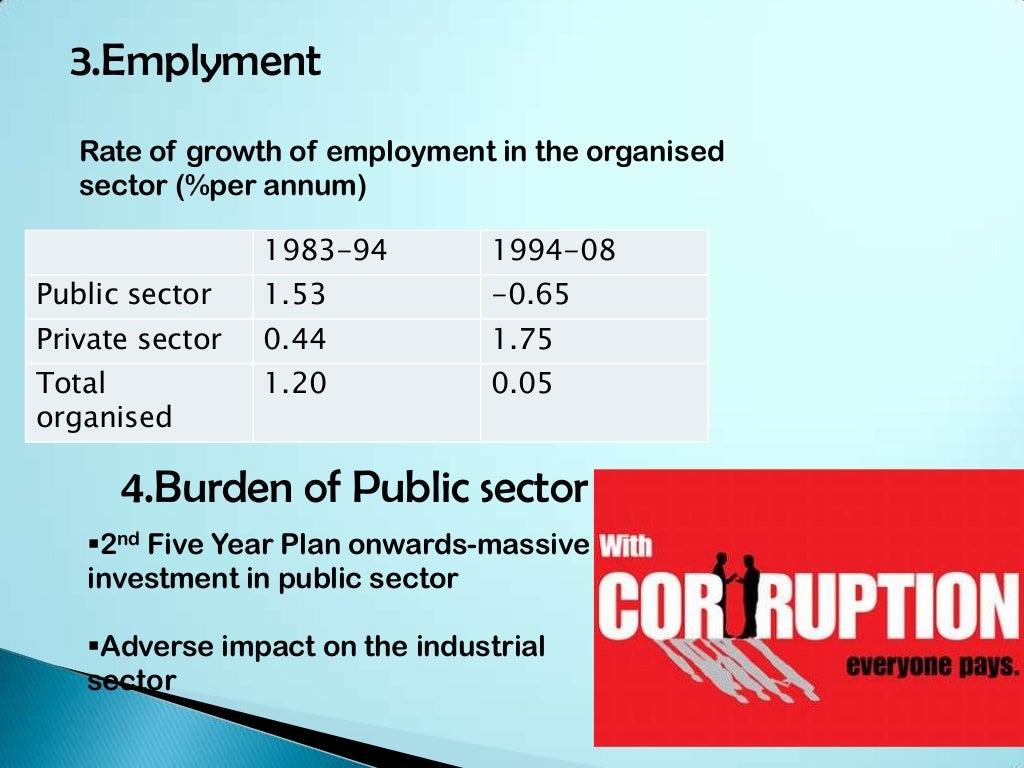 3.Emplyment
Rate of growth of employment in the organised
sector (%per annum)
1983-94 1994-08
Public sector 1.53 -0.65
Private sector 0.44 1.75
Total
organised 1.20 0.05
4.Burden of Public sector
▪2nd Five Year Plan onwards-massive
investment in public sector
▪Adverse impact on the industrial
sector
With
CORRUPTION
everyone pays.